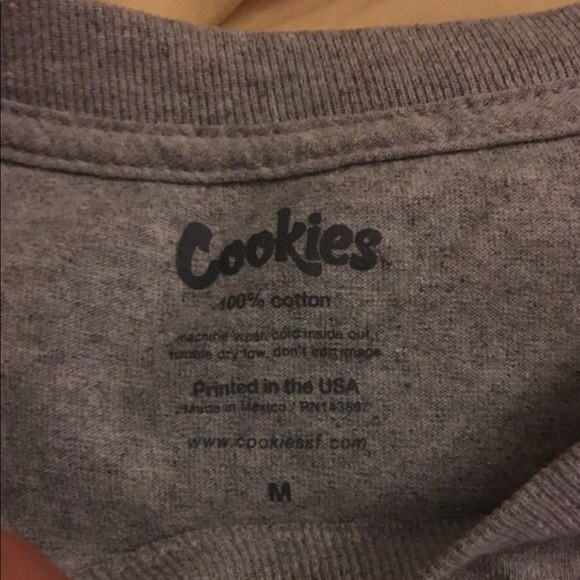 Cookies
100% cotton
machine wash cold inside out,
tumble dry low, don't iron image
Printed in the USA
Made in Mexico / RN143897
www.cookiessf.com
M